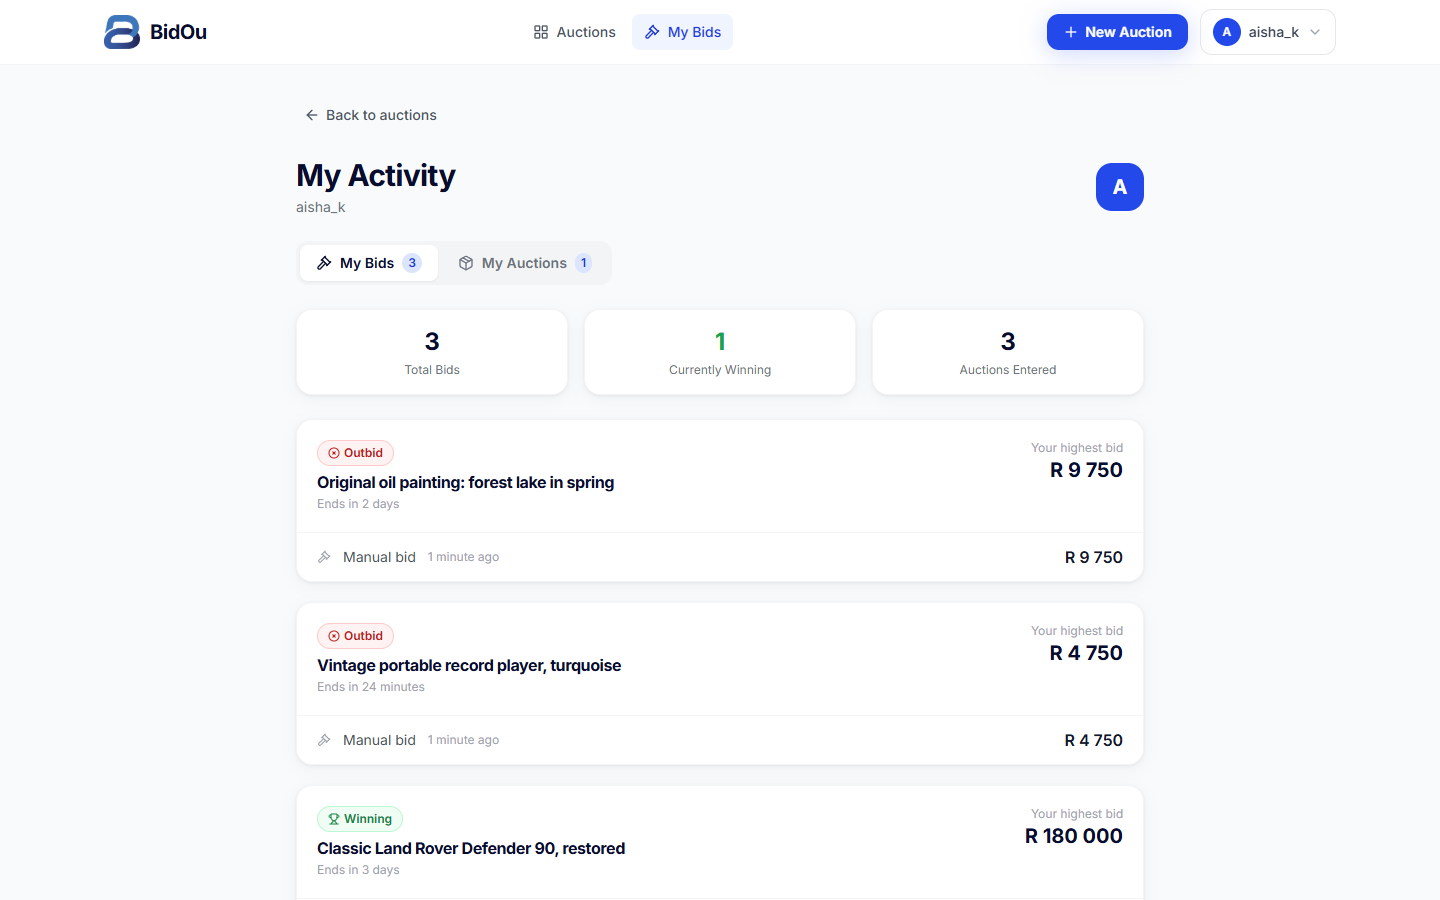 BidOu
Auctions
My Bids
New Auction
A
aisha_k
Back to auctions
My Activity
aisha_k
A
My Bids 3
My Auctions 1
3
Total Bids
1
Currently Winning
3
Auctions Entered
Outbid
Original oil painting: forest lake in spring
Ends in 2 days
Your highest bid
R 9 750
Manual bid 1 minute ago
R 9 750
Outbid
Vintage portable record player, turquoise
Ends in 24 minutes
Your highest bid
R 4 750
Manual bid 1 minute ago
R 4 750
Winning
Classic Land Rover Defender 90, restored
Ends in 3 days
Your highest bid
R 180 000